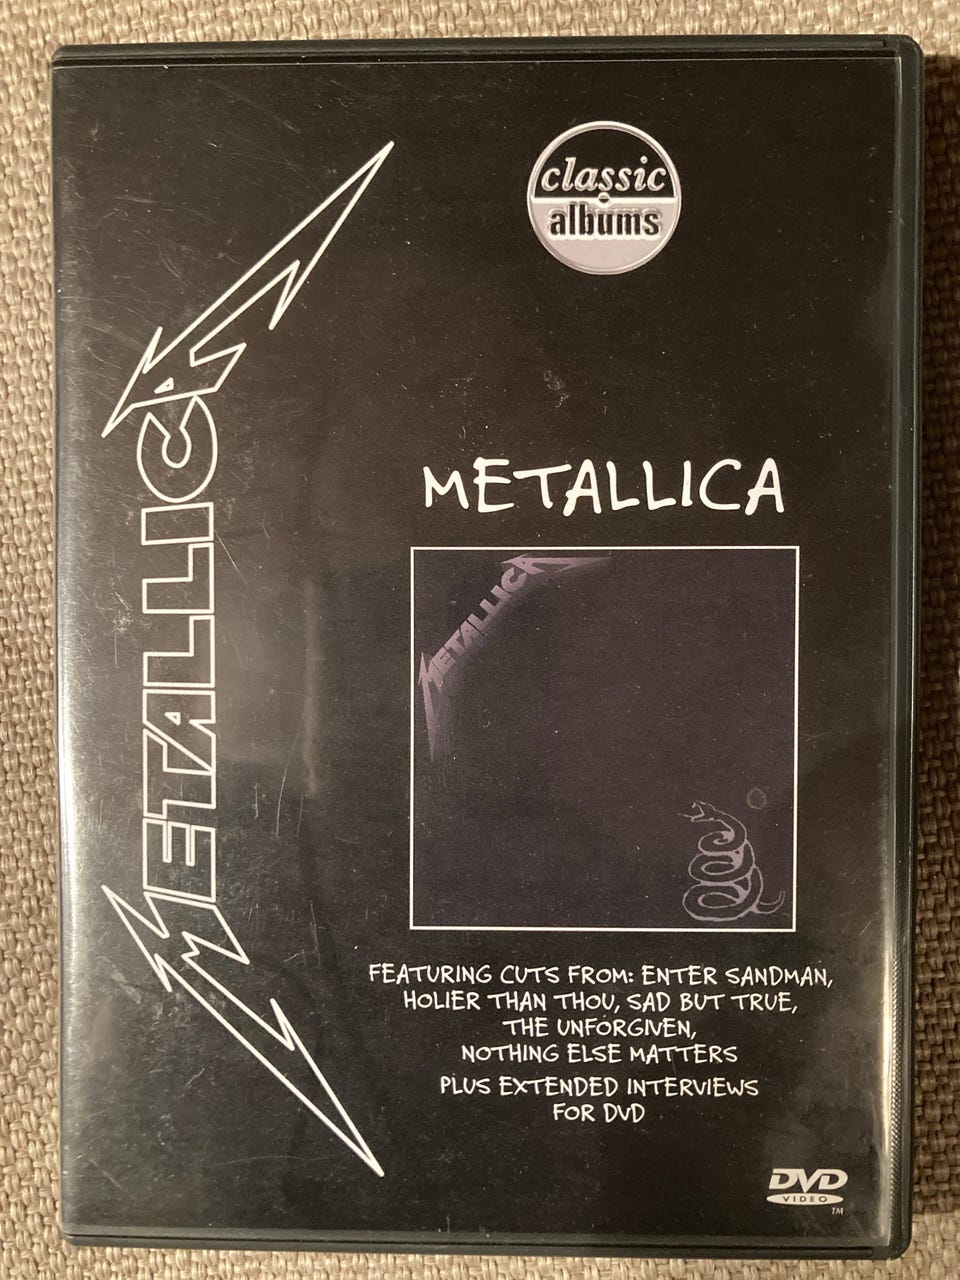 classic
albums
METALLICA
METALLICA
METALLICA
FEATURING CUTS FROM: ENTER SANDMAN,
HOLIER THAN THOU, SAD BUT TRUE,
THE UNFORGIVEN,
NOTHING ELSE MATTERS
PLUS EXTENDED INTERVIEWS
FOR DVD
DVD
VIDEO
TM